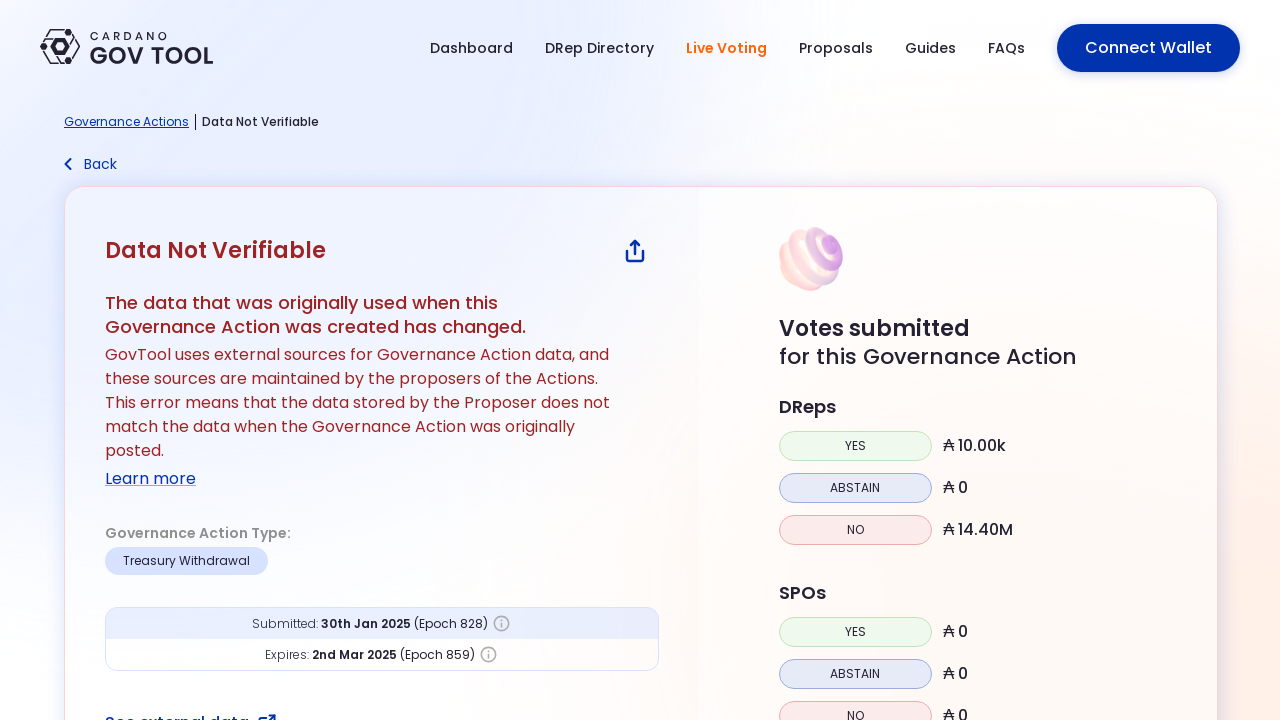 CARDANO
GOV TOOL
Dashboard
DRep Directory
Live Voting
Proposals
Guides
FAQs
Connect Wallet
Governance Actions | Data Not Verifiable
Back
Data Not Verifiable
The data that was originally used when this
Governance Action was created has changed.
GovTool uses external sources for Governance Action data, and
these sources are maintained by the proposers of the Actions.
This error means that the data stored by the Proposer does not
match the data when the Governance Action was originally
posted.
Learn more
Governance Action Type:
Treasury Withdrawal
Submitted: 30th Jan 2025 (Epoch 828)
Expires: 2nd Mar 2025 (Epoch 859)
See external data
Votes submitted
for this Governance Action
DReps
YES ₳ 10.00k
ABSTAIN ₳ 0
NO ₳ 14.40M
SPOs
YES ₳ 0
ABSTAIN ₳ 0
NO ₳ 0